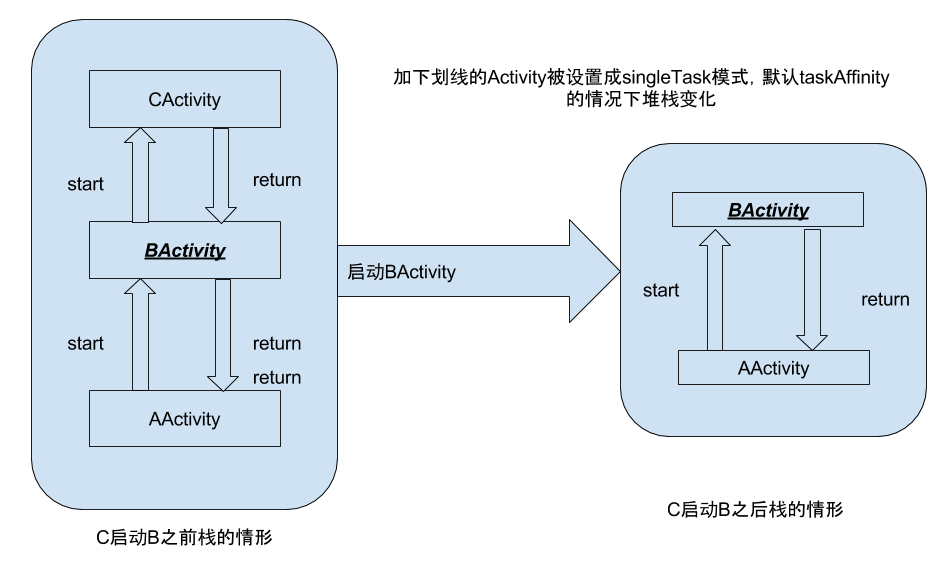 加下划线的Activity被设置成singleTask模式，默认taskAffinity
的情况下堆栈变化
CActivity
start
return
BActivity
start
return
return
AActivity
C启动B之前栈的情形
启动BActivity
BActivity
start
return
AActivity
C启动B之后栈的情形